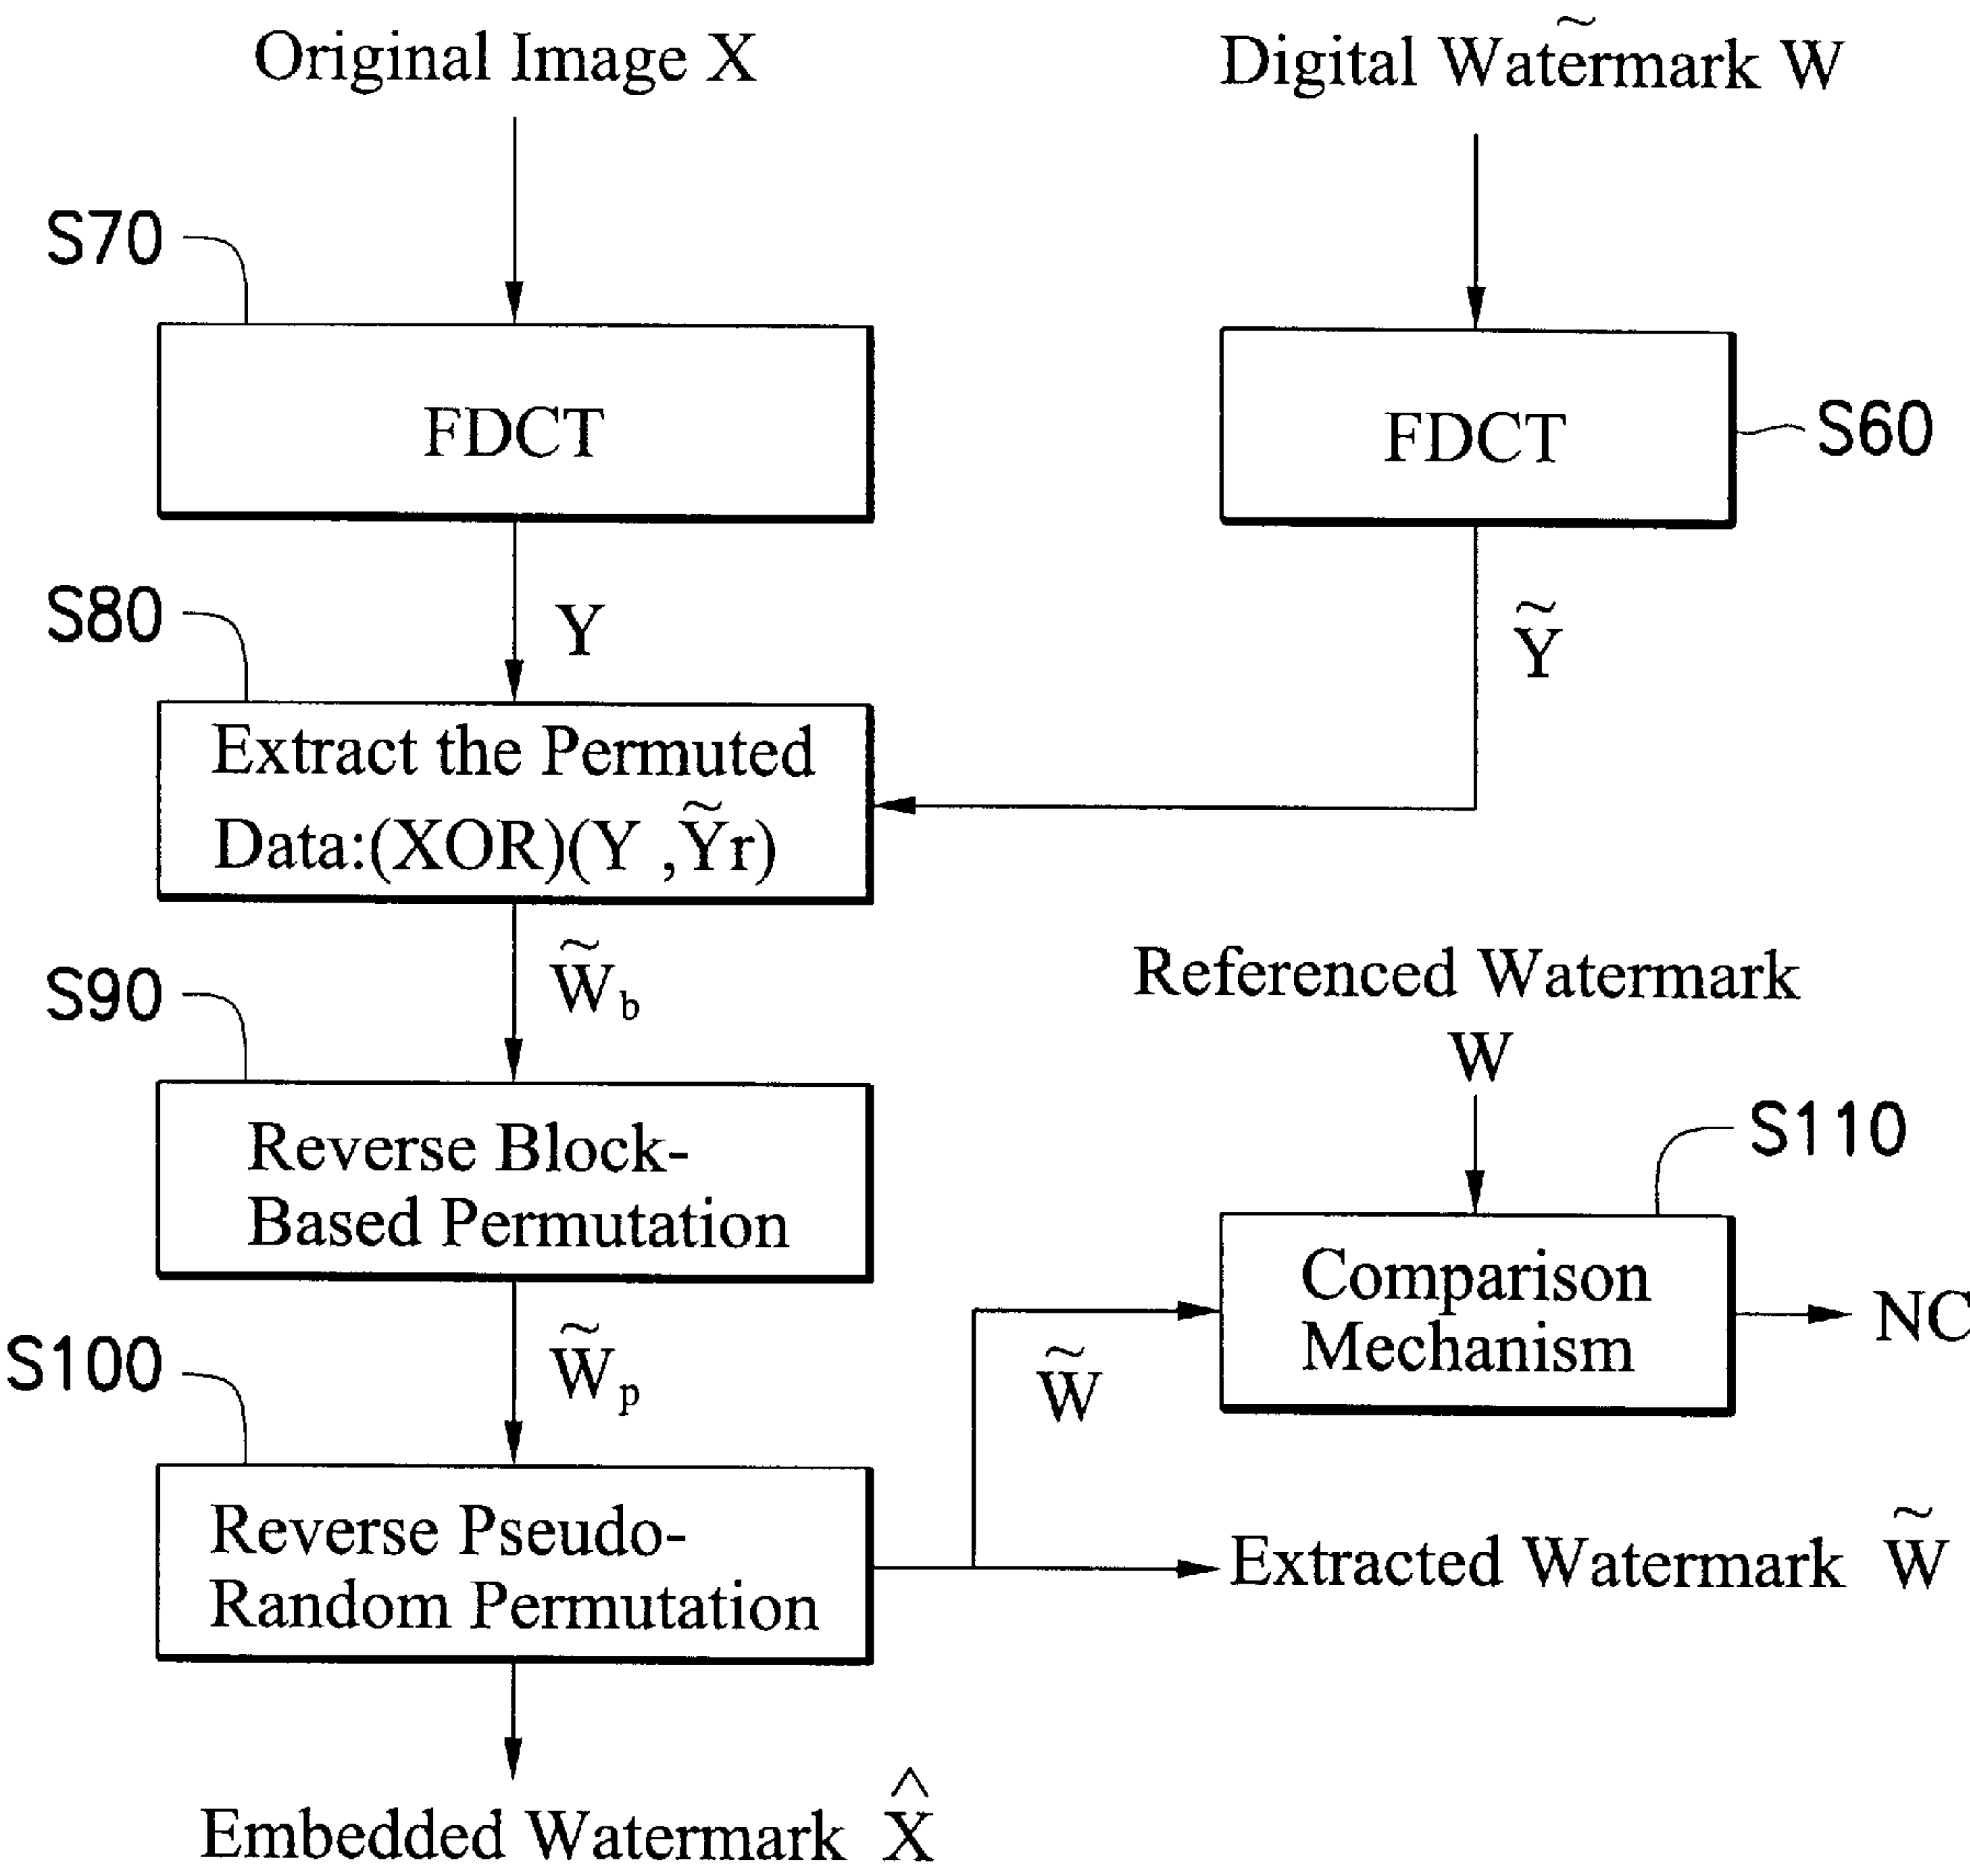 Original Image X
Digital Watermark W̃
S70
FDCT
FDCT
S60
S80
Y
Ỹ
Extract the Permuted
Data:(XOR)(Y ,Ỹr)
W̃b
S90
Referenced Watermark
W
S110
Reverse Block-
Based Permutation
Comparison
Mechanism
NC
S100
W̃p
W̃
Reverse Pseudo-
Random Permutation
Extracted Watermark W̃
Embedded Watermark X̂